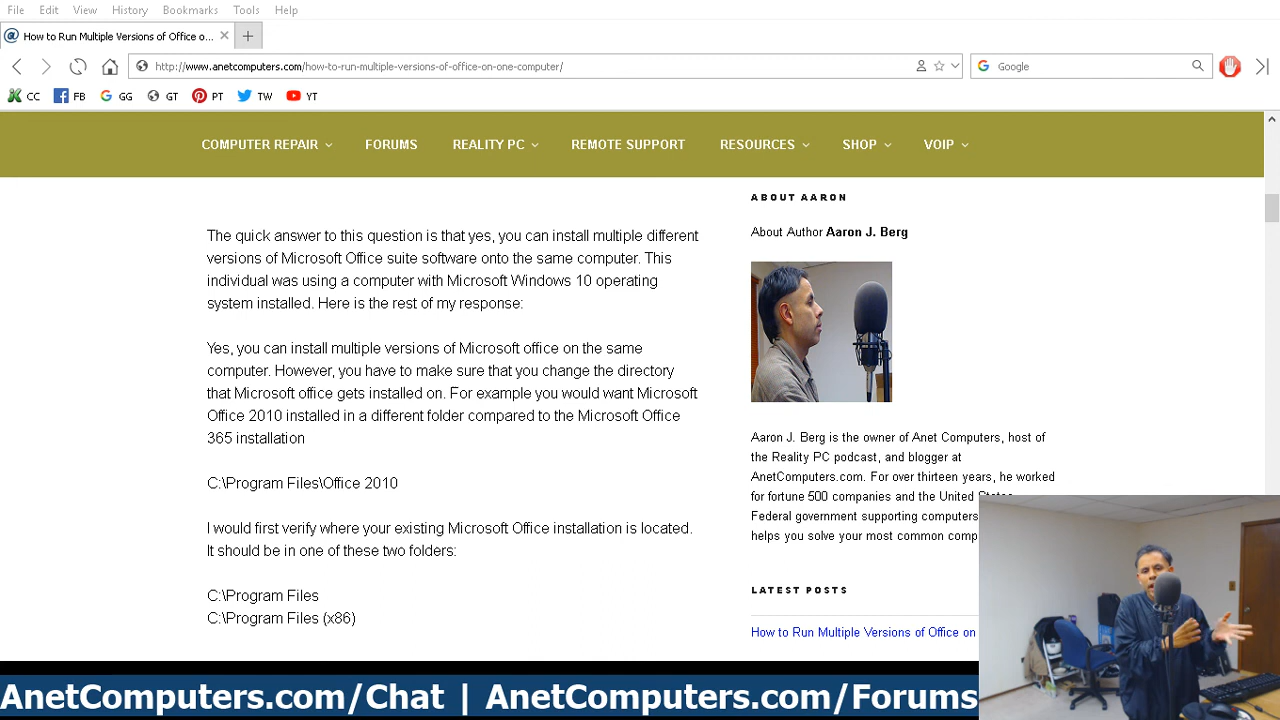 File Edit View History Bookmarks Tools Help
How to Run Multiple Versions of Office o...
http://www.anetcomputers.com/how-to-run-multiple-versions-of-office-on-one-computer/
Google
CC FB GG GT PT TW YT
COMPUTER REPAIR FORUMS REALITY PC REMOTE SUPPORT RESOURCES SHOP VOIP
The quick answer to this question is that yes, you can install multiple different
versions of Microsoft Office suite software onto the same computer. This
individual was using a computer with Microsoft Windows 10 operating
system installed. Here is the rest of my response:
Yes, you can install multiple versions of Microsoft office on the same
computer. However, you have to make sure that you change the directory
that Microsoft office gets installed on. For example you would want Microsoft
Office 2010 installed in a different folder compared to the Microsoft Office
365 installation
C:\Program Files\Office 2010
I would first verify where your existing Microsoft Office installation is located.
It should be in one of these two folders:
C:\Program Files
C:\Program Files (x86)
ABOUT AARON
About Author Aaron J. Berg
Aaron J. Berg is the owner of Anet Computers, host of
the Reality PC podcast, and blogger at
AnetComputers.com. For over thirteen years, he worked
for fortune 500 companies and the United States
Federal government supporting computers
helps you solve your most common comp
LATEST POSTS
How to Run Multiple Versions of Office on
AnetComputers.com/Chat | AnetComputers.com/Forums